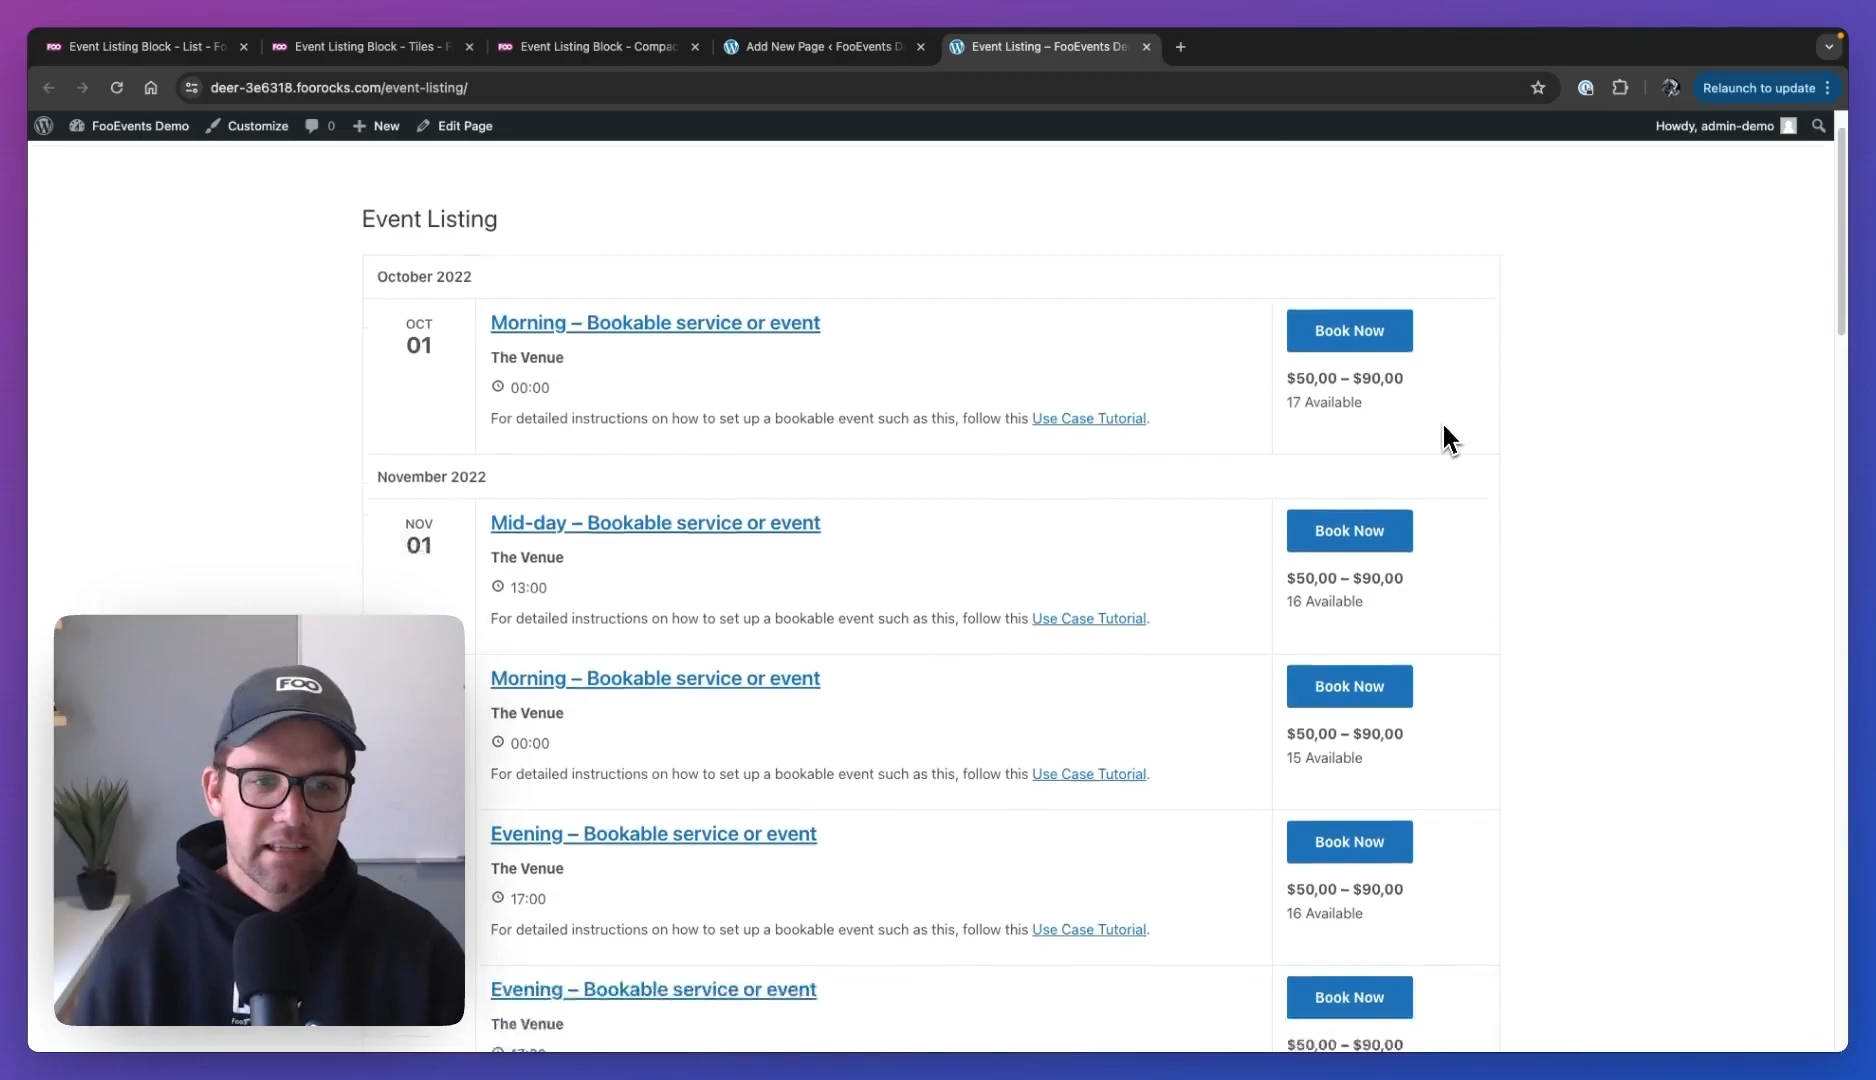 FOO Event Listing Block - List - Fo
FOO Event Listing Block - Tiles - F
FOO Event Listing Block - Compac
Add New Page ‹ FooEvents D
Event Listing – FooEvents De
deer-3e6318.foorocks.com/event-listing/
Relaunch to update
FooEvents Demo
Customize
0
New
Edit Page
Howdy, admin-demo
Event Listing
October 2022
OCT
01
Morning – Bookable service or event
The Venue
00:00
For detailed instructions on how to set up a bookable event such as this, follow this Use Case Tutorial.
Book Now
$50,00 – $90,00
17 Available
November 2022
NOV
01
Mid-day – Bookable service or event
The Venue
13:00
For detailed instructions on how to set up a bookable event such as this, follow this Use Case Tutorial.
Book Now
$50,00 – $90,00
16 Available
Morning – Bookable service or event
The Venue
00:00
For detailed instructions on how to set up a bookable event such as this, follow this Use Case Tutorial.
Book Now
$50,00 – $90,00
15 Available
Evening – Bookable service or event
The Venue
17:00
For detailed instructions on how to set up a bookable event such as this, follow this Use Case Tutorial.
Book Now
$50,00 – $90,00
16 Available
Evening – Bookable service or event
The Venue
Book Now
$50,00 – $90,00
FOO